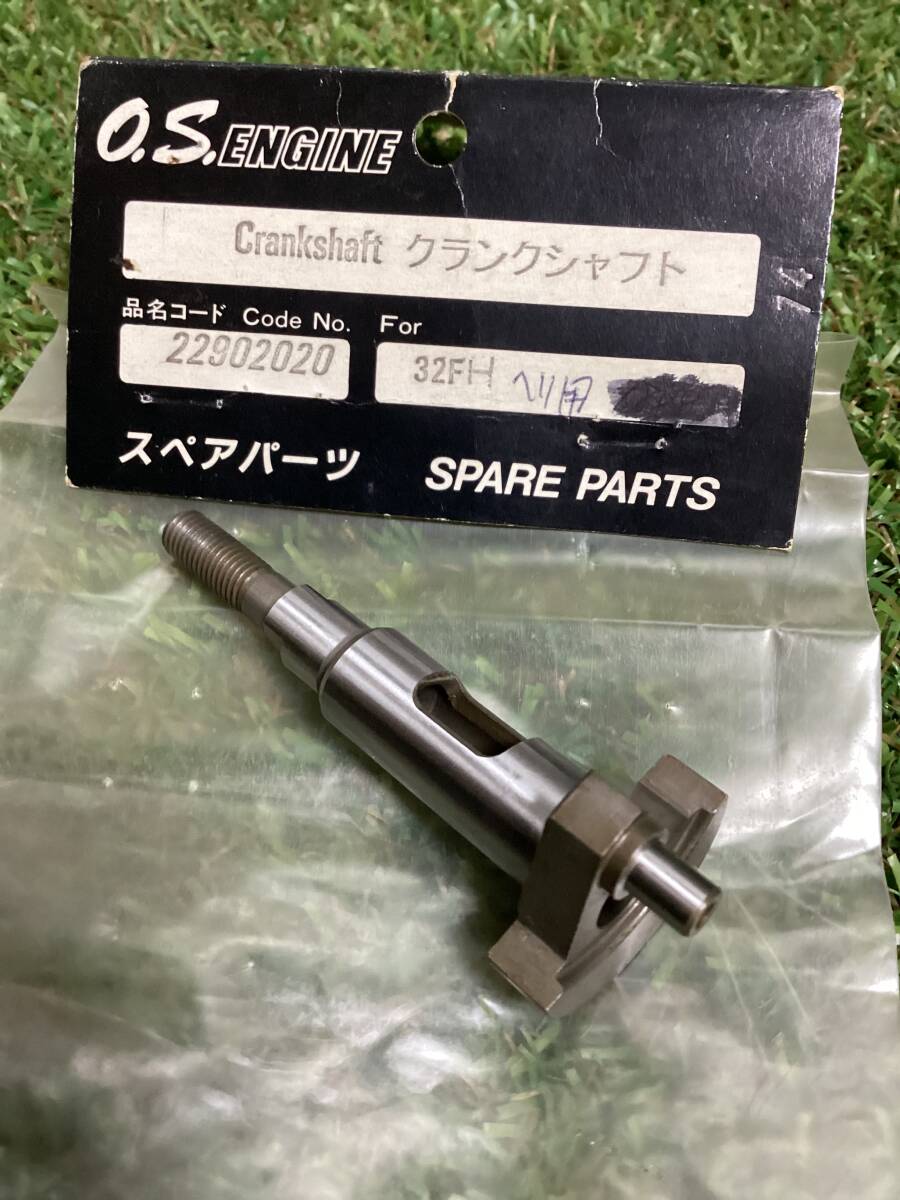 O.S.ENGINE
Crankshaft クランクシャフト
14
品名コード Code No. For
22902020 32FH ヘリ用
スペアパーツ SPARE PARTS